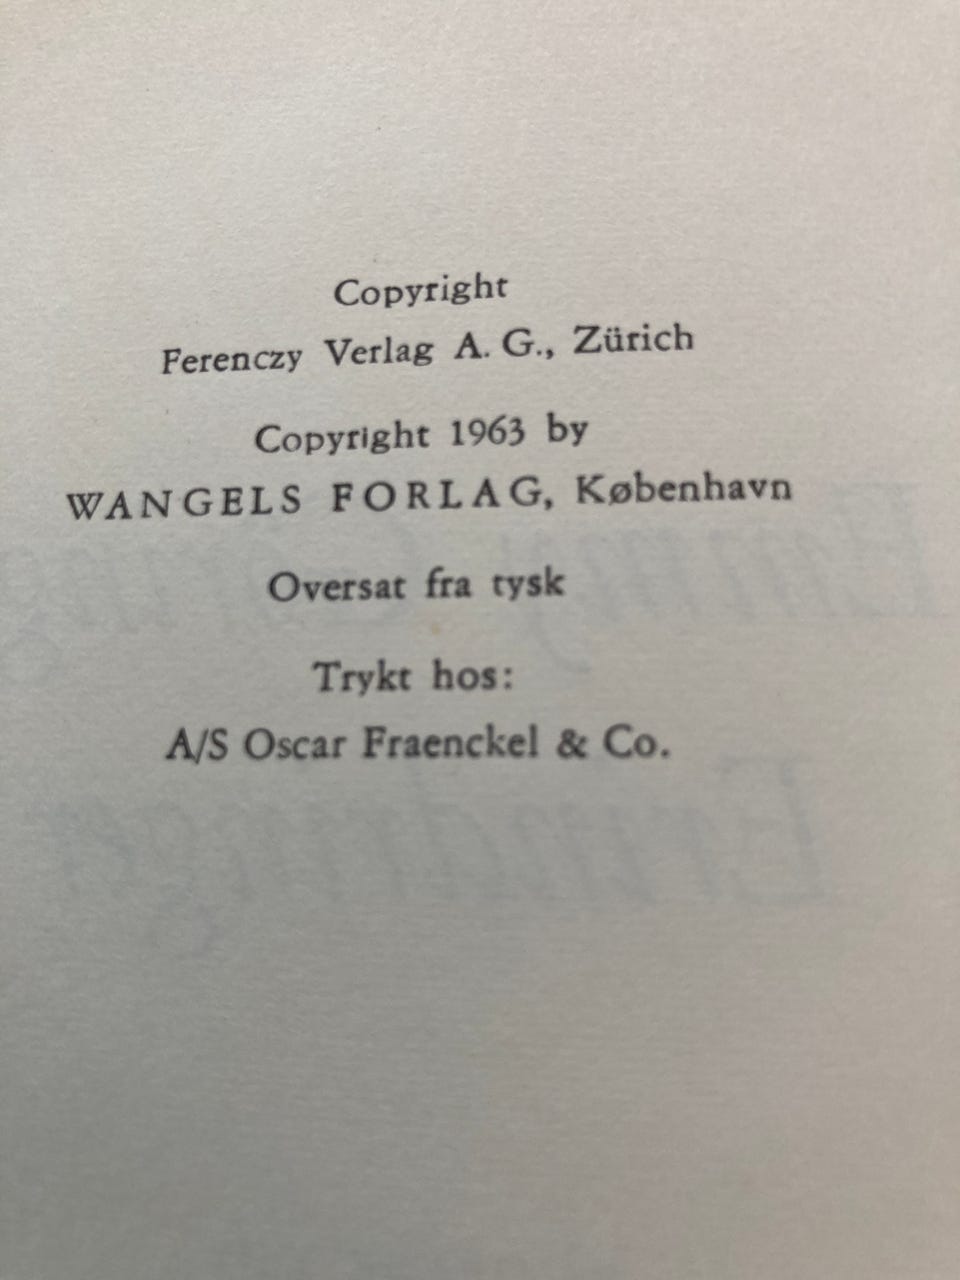 Copyright
Ferenczy Verlag A. G., Zürich
Copyright 1963 by
WANGELS FORLAG, København
Oversat fra tysk
Trykt hos:
A/S Oscar Fraenckel & Co.